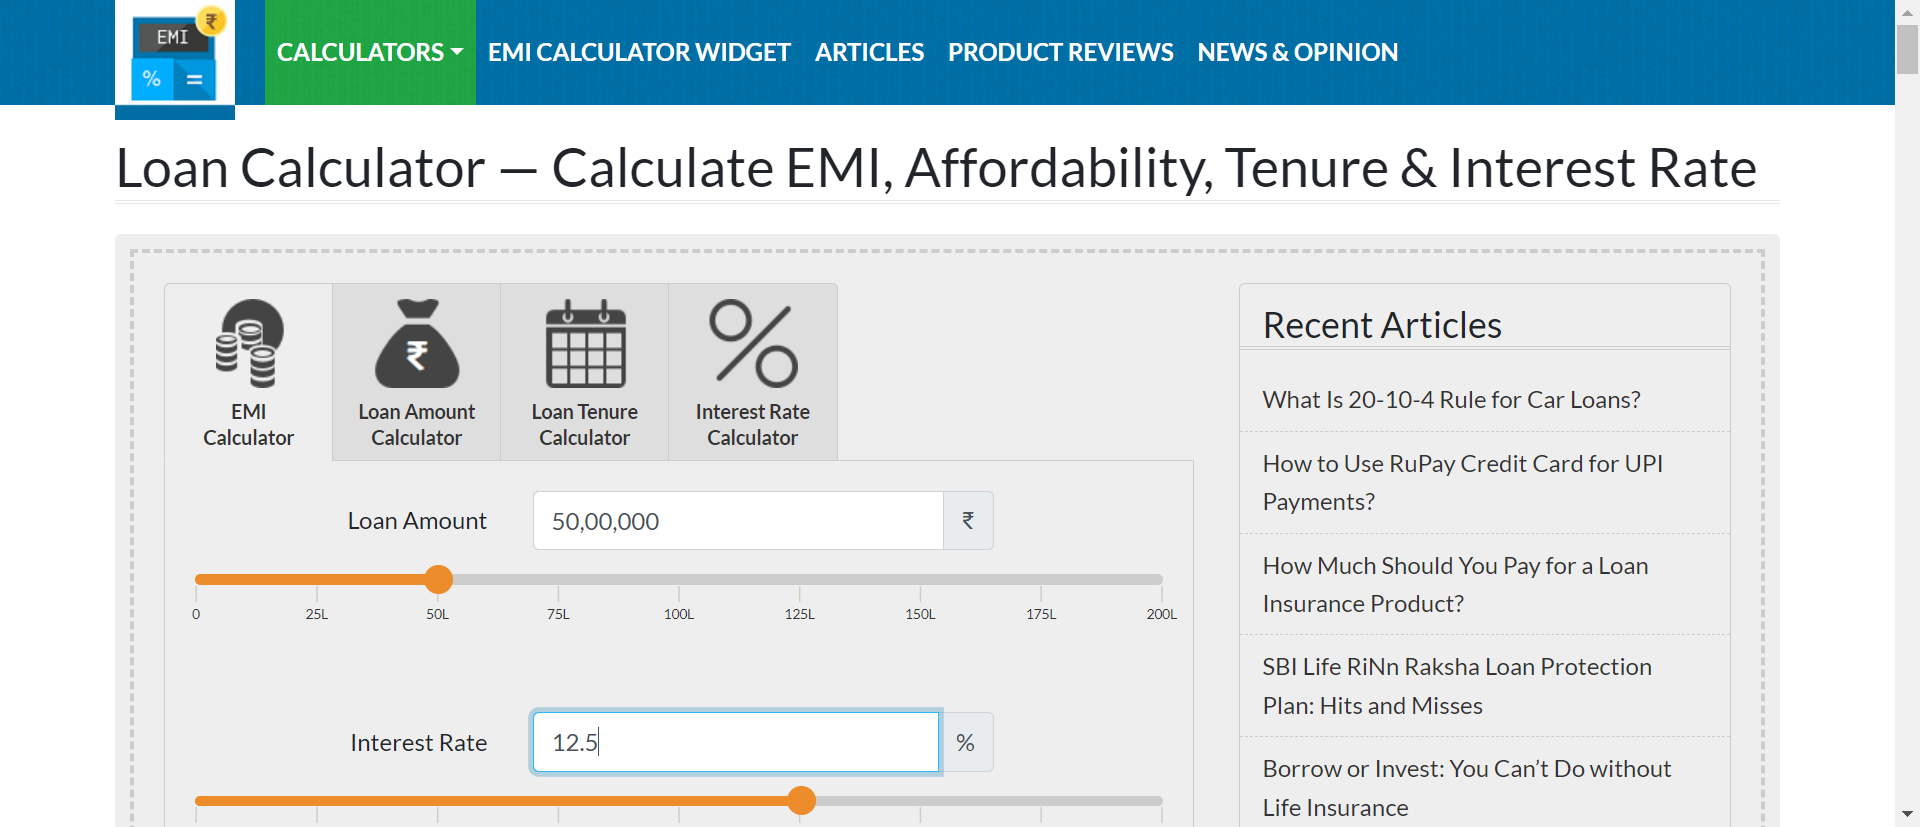 EMI
₹
%
=
CALCULATORS
EMI CALCULATOR WIDGET
ARTICLES
PRODUCT REVIEWS
NEWS & OPINION
Loan Calculator — Calculate EMI, Affordability, Tenure & Interest Rate
EMI
Calculator
₹
Loan Amount
Calculator
Loan Tenure
Calculator
Interest Rate
Calculator
Loan Amount
50,00,000
₹
0
25L
50L
75L
100L
125L
150L
175L
200L
Interest Rate
12.5
%
Recent Articles
What Is 20-10-4 Rule for Car Loans?
How to Use RuPay Credit Card for UPI
Payments?
How Much Should You Pay for a Loan
Insurance Product?
SBI Life RiNn Raksha Loan Protection
Plan: Hits and Misses
Borrow or Invest: You Can’t Do without
Life Insurance